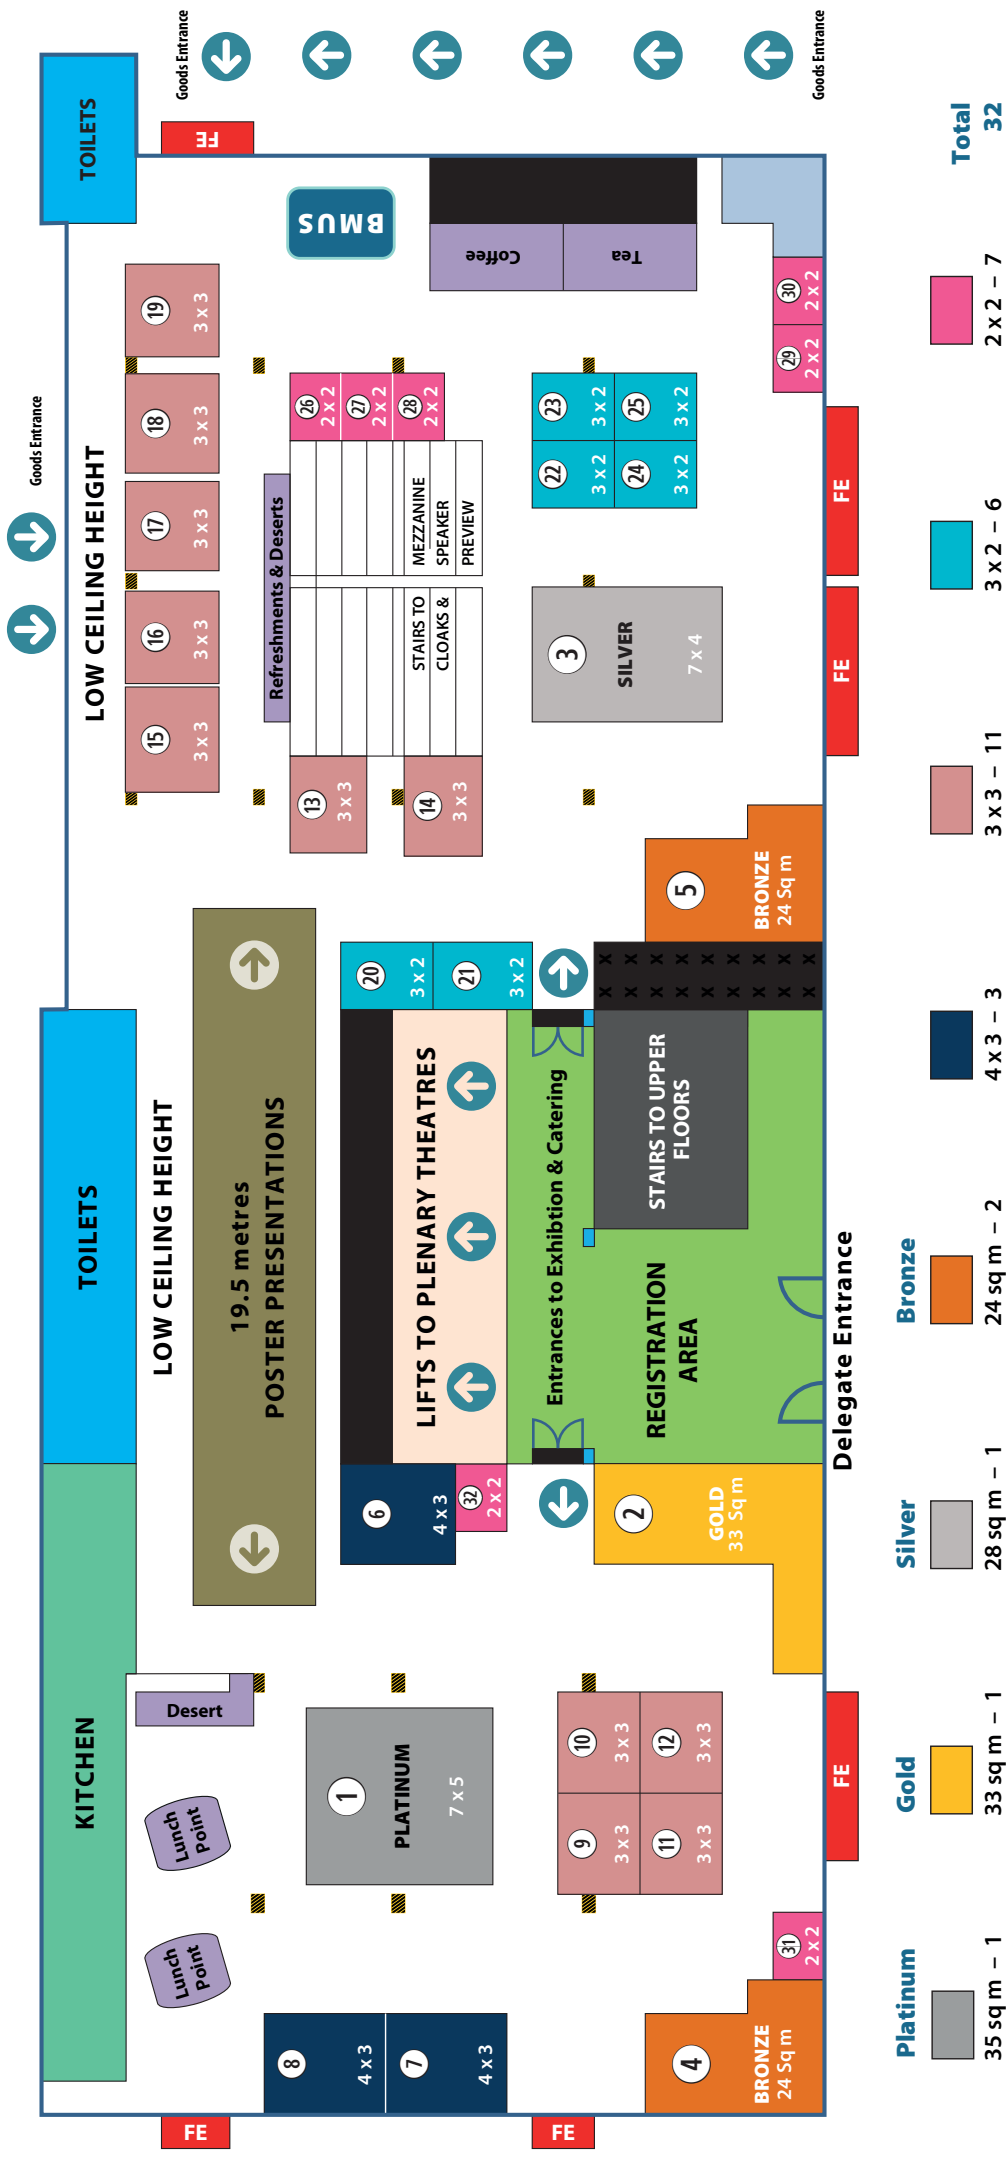 Goods Entrance
KITCHEN
TOILETS
TOILETS
LOW CEILING HEIGHT
LOW CEILING HEIGHT
Goods Entrance
FE
FE
Lunch
Point
Lunch
Point
Desert
19.5 metres
POSTER PRESENTATIONS
15
3 x 3
16
3 x 3
17
3 x 3
18
3 x 3
19
3 x 3
Refreshments & Deserts
BMUS
8
4 x 3
7
4 x 3
1
PLATINUM
7 x 5
6
4 x 3
32
2 x 2
LIFTS TO PLENARY THEATRES
20
3 x 2
21
3 x 2
13
3 x 3
14
3 x 3
STAIRS TO
CLOAKS &
MEZZANINE
SPEAKER
PREVIEW
26
2 x 2
27
2 x 2
28
2 x 2
Coffee
Tea
FE
9
3 x 3
10
3 x 3
11
3 x 3
12
3 x 3
Entrances to Exhibtion & Catering
REGISTRATION
AREA
STAIRS TO UPPER
FLOORS
X X X X X X X X X
X X X X X X X X X
3
SILVER
7 x 4
22
3 x 2
23
3 x 2
24
3 x 2
25
3 x 2
4
BRONZE
24 Sq m
31
2 x 2
2
GOLD
33 Sq m
5
BRONZE
24 Sq m
29
2 x 2
30
2 x 2
FE
Delegate Entrance
FE
FE
Goods Entrance
Platinum
35 sq m – 1
Gold
33 sq m – 1
Silver
28 sq m – 1
Bronze
24 sq m – 2
4 x 3 – 3
3 x 3 – 11
3 x 2 – 6
2 x 2 – 7
Total
32